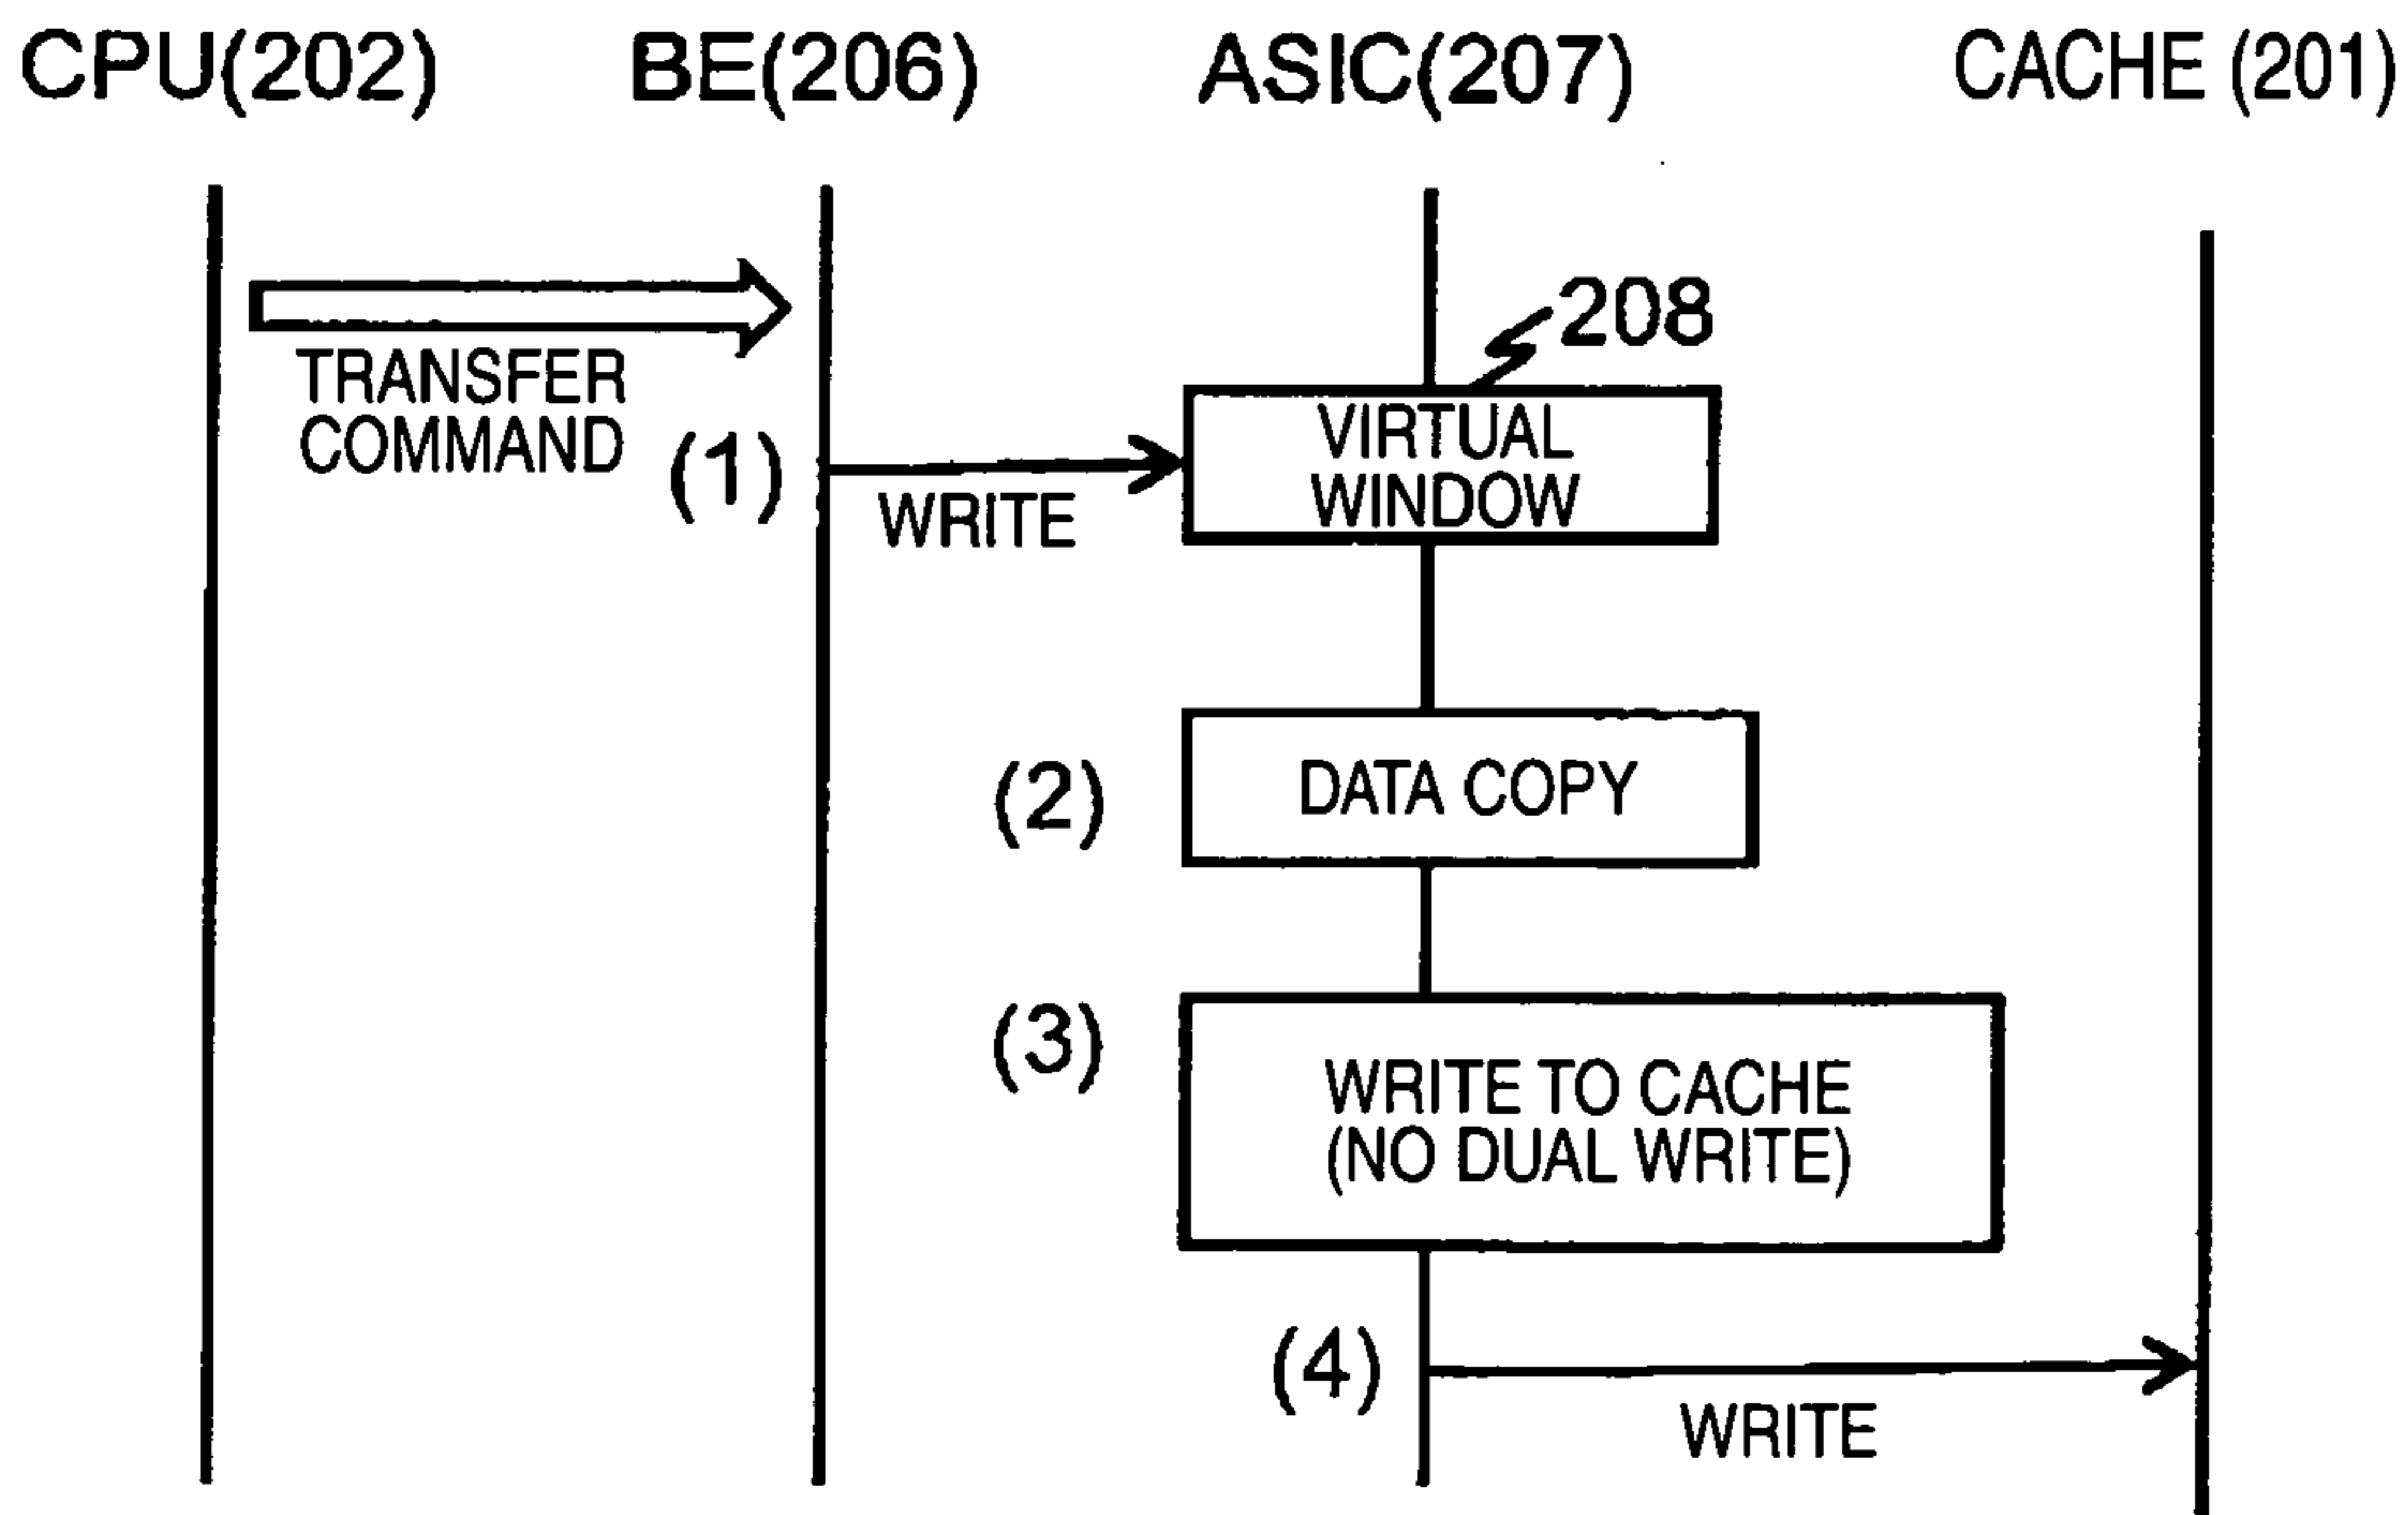 CPU(202) BE(206) ASIC(207) CACHE (201)
208
TRANSFER
COMMAND
(1)
WRITE
VIRTUAL
WINDOW
(2)
DATA COPY
(3)
WRITE TO CACHE
(NO DUAL WRITE)
(4)
WRITE